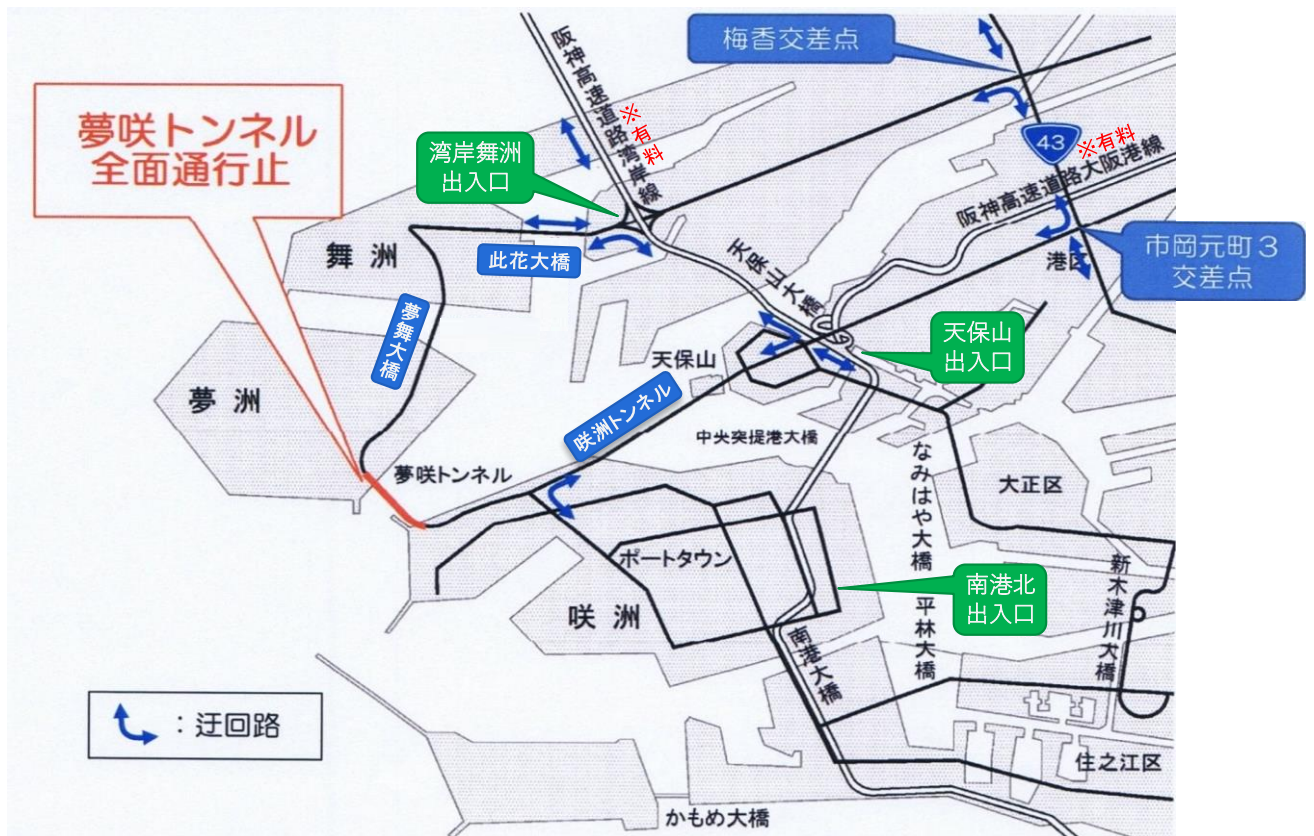 梅香交差点
夢咲トンネル
全面通行止
阪神高速道路湾岸線
※有料
湾岸舞洲
出入口
43
※有料
阪神高速道路大阪港線
市岡元町3
交差点
港区
舞洲
此花大橋
天保山大橋
夢舞大橋
天保山
出入口
天保山
夢洲
咲洲トンネル
中央突堤港大橋
夢咲トンネル
なみはや大橋
大正区
ポートタウン
新木津川大橋
南港北
出入口
咲洲
平林大橋
南港大橋
:迂回路
住之江区
かもめ大橋